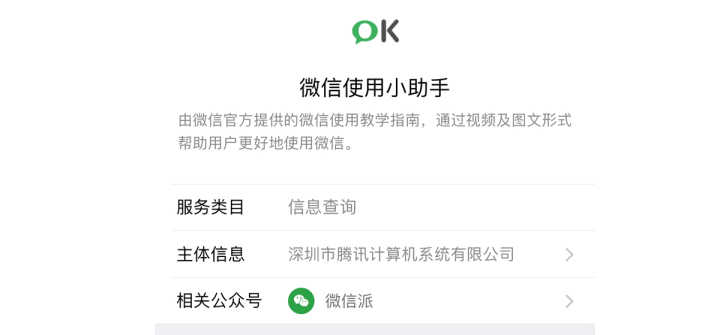 OK
微信使用小助手
由微信官方提供的微信使用教学指南，通过视频及图文形式
帮助用户更好地使用微信。
服务类目 信息查询
主体信息 深圳市腾讯计算机系统有限公司
相关公众号 微信派